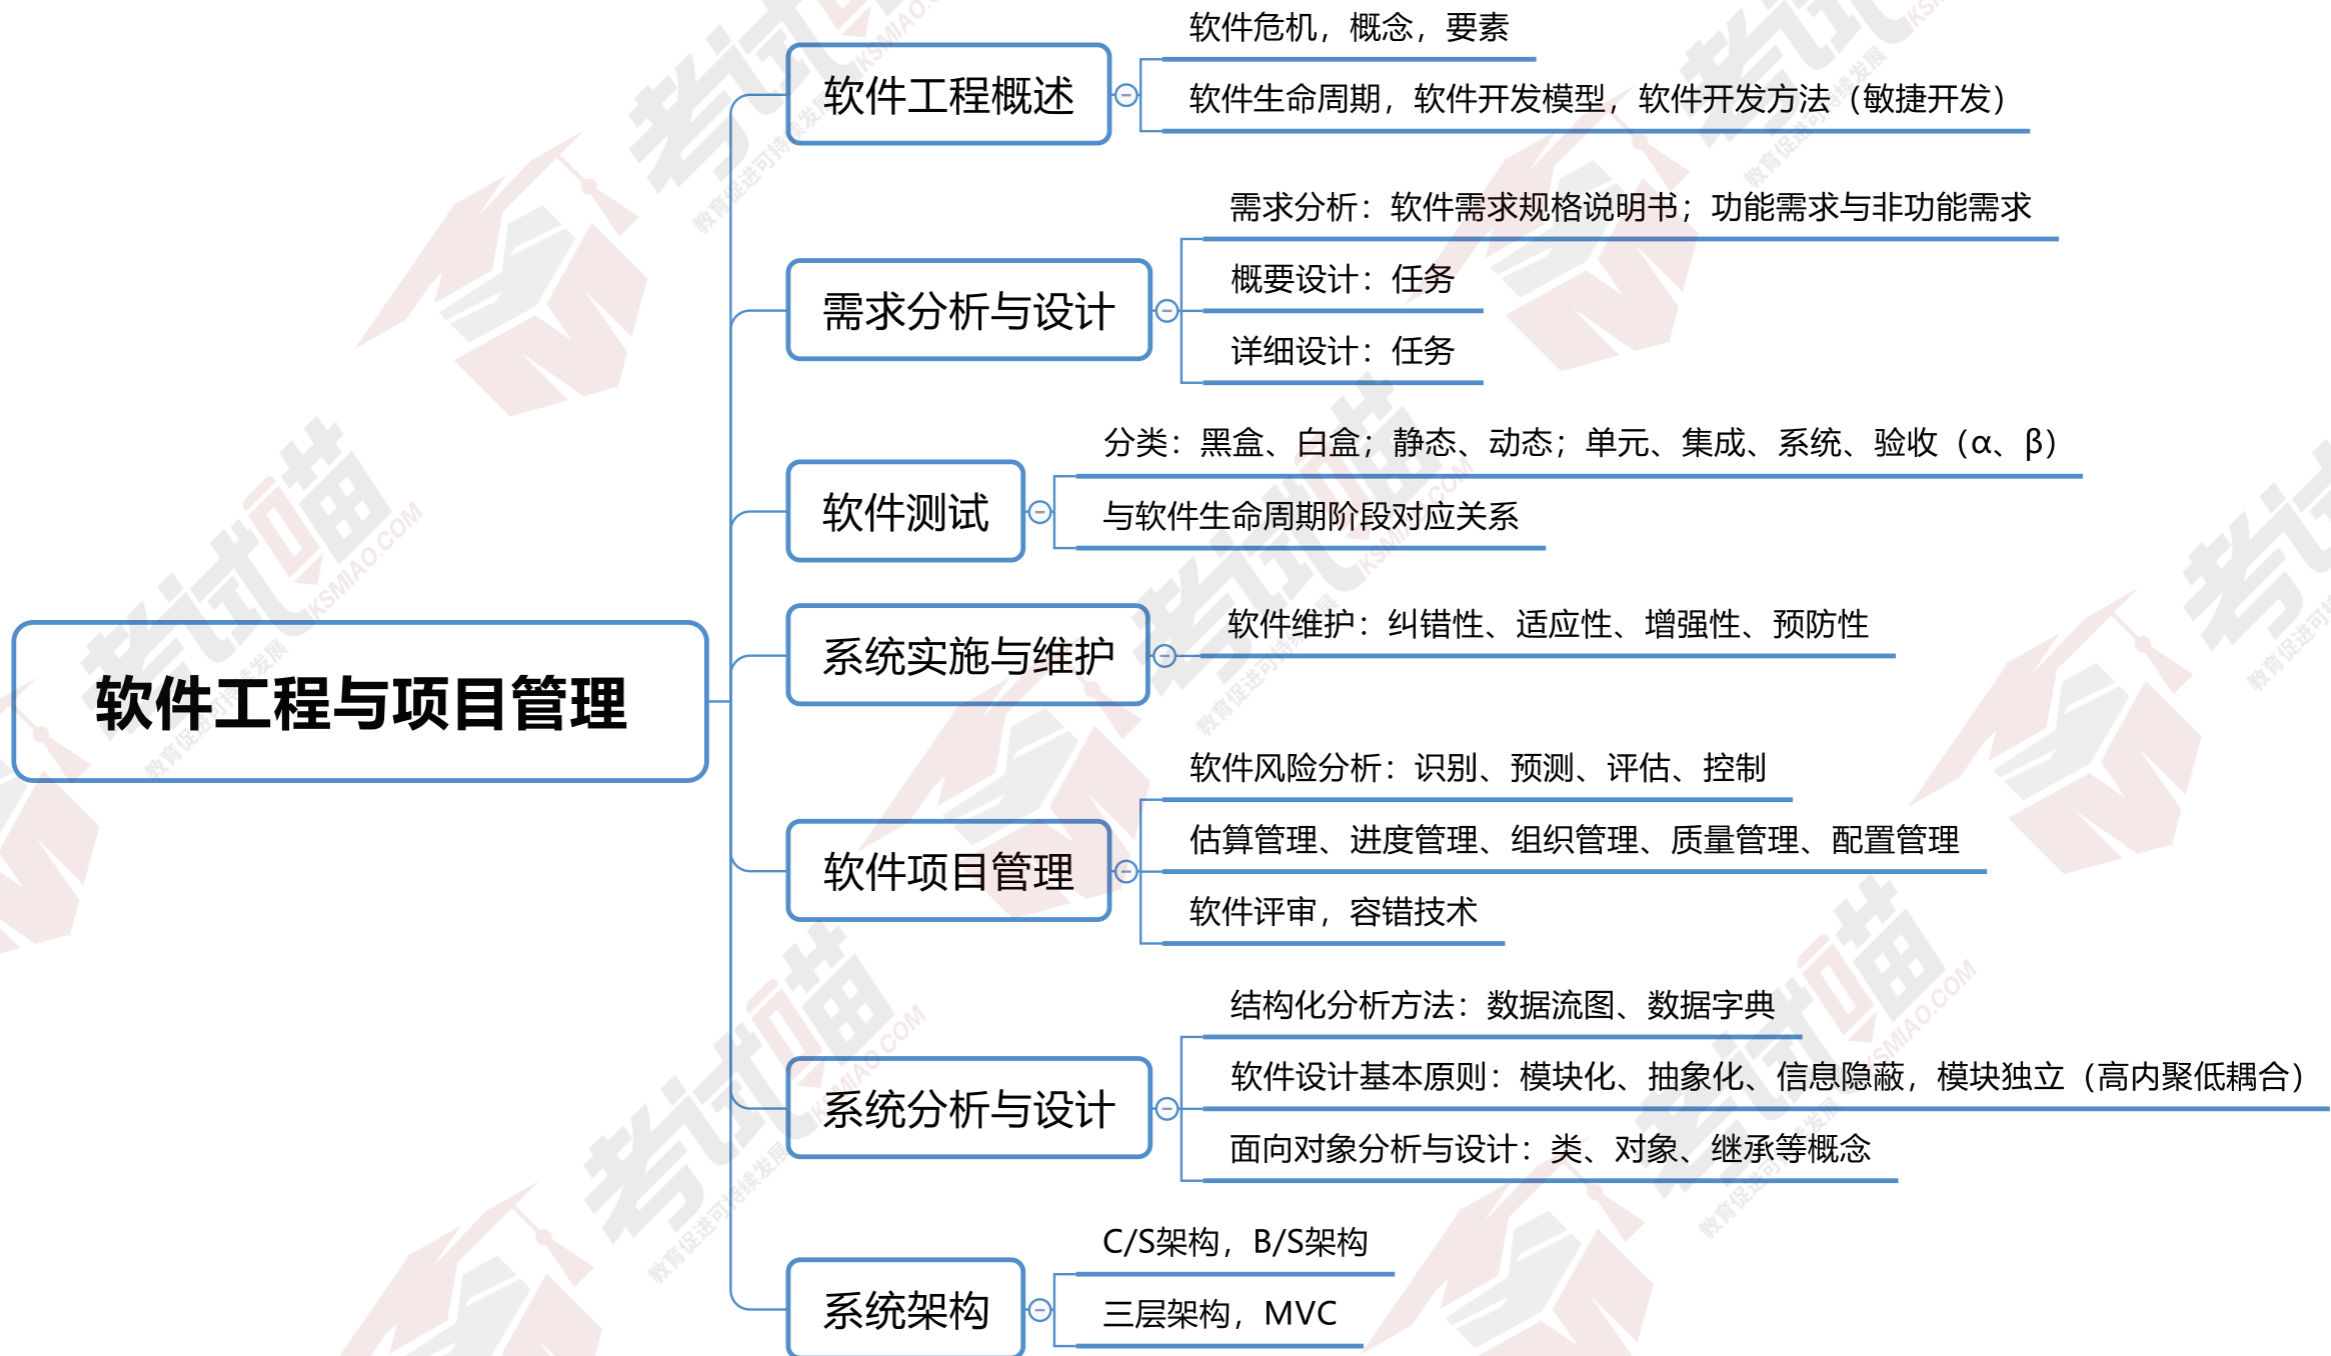 软件工程与项目管理
软件工程概述
软件危机，概念，要素
软件生命周期，软件开发模型，软件开发方法（敏捷开发）
需求分析与设计
需求分析：软件需求规格说明书；功能需求与非功能需求
概要设计：任务
详细设计：任务
软件测试
分类：黑盒、白盒；静态、动态；单元、集成、系统、验收（α、β）
与软件生命周期阶段对应关系
系统实施与维护
软件维护：纠错性、适应性、增强性、预防性
软件项目管理
软件风险分析：识别、预测、评估、控制
估算管理、进度管理、组织管理、质量管理、配置管理
软件评审，容错技术
系统分析与设计
结构化分析方法：数据流图、数据字典
软件设计基本原则：模块化、抽象化、信息隐蔽，模块独立（高内聚低耦合）
面向对象分析与设计：类、对象、继承等概念
系统架构
C/S架构，B/S架构
三层架构，MVC
考试喵
KSMIAO.COM
教育促进可持续发展